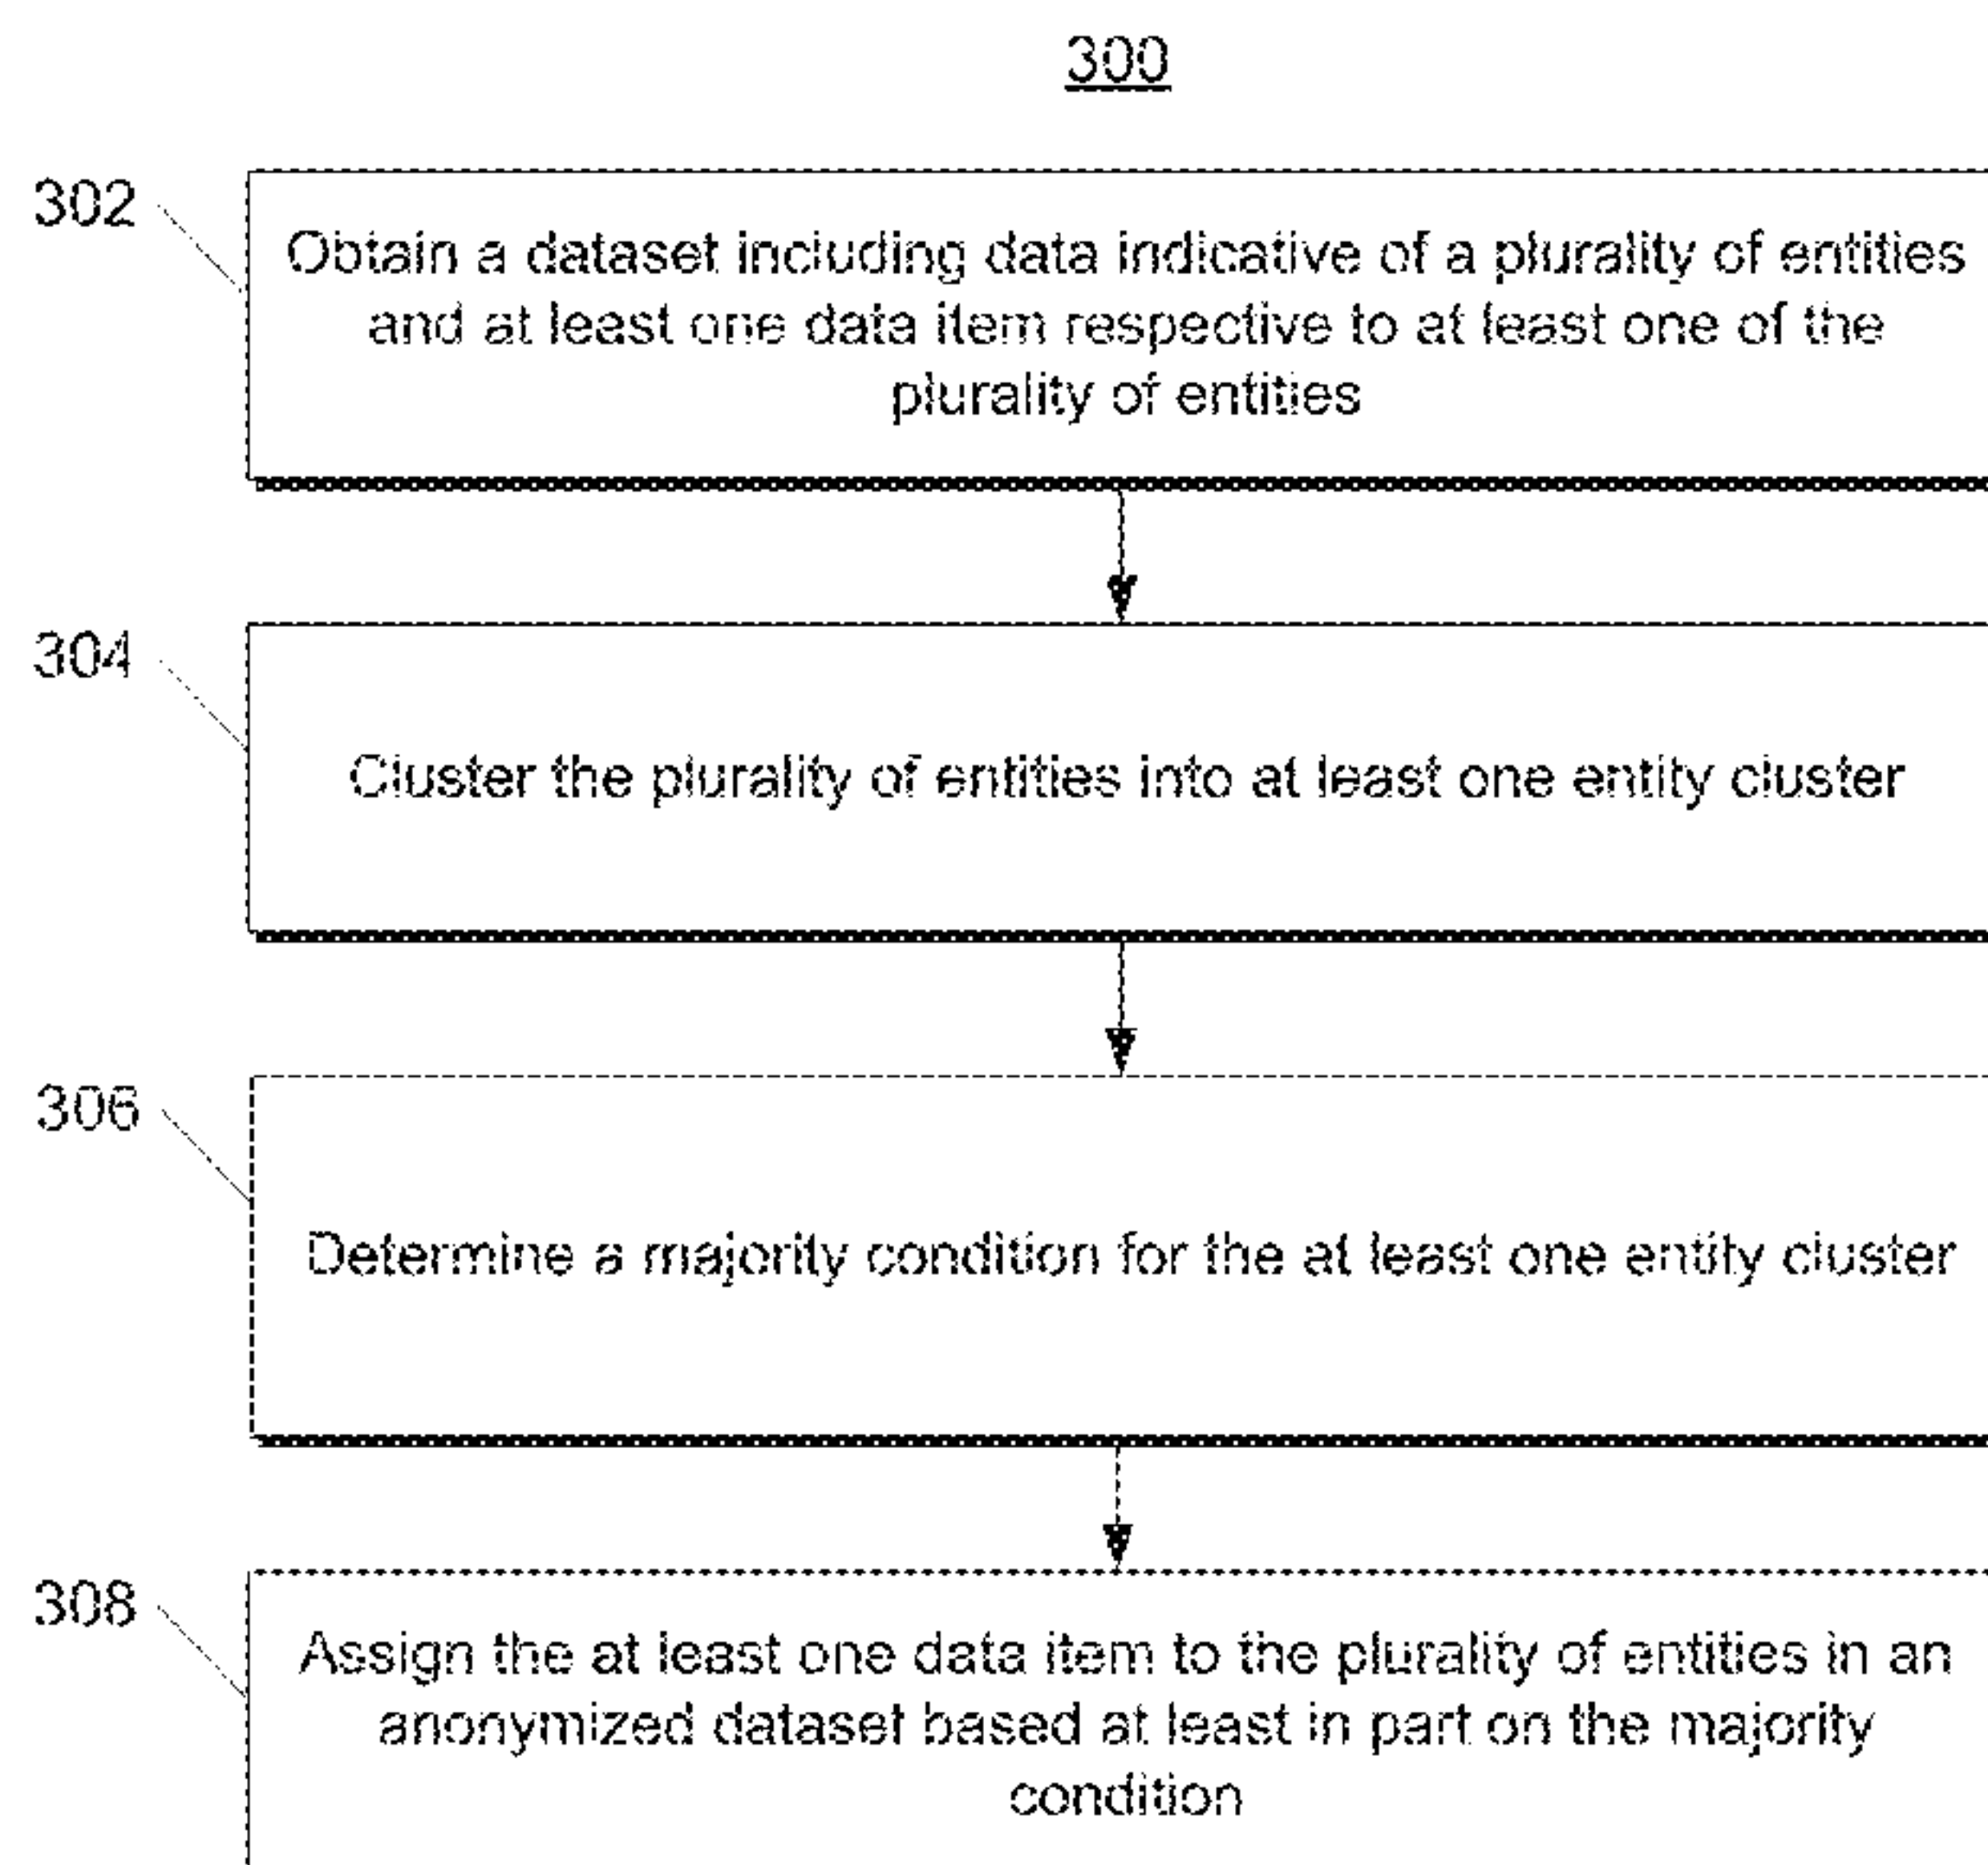 300
302
Obtain a dataset including data indicative of a plurality of entities
and at least one data item respective to at least one of the
plurality of entities
304
Cluster the plurality of entities into at least one entity cluster
306
Determine a majority condition for the at least one entity cluster
308
Assign the at least one data item to the plurality of entities in an
anonymized dataset based at least in part on the majority
condition